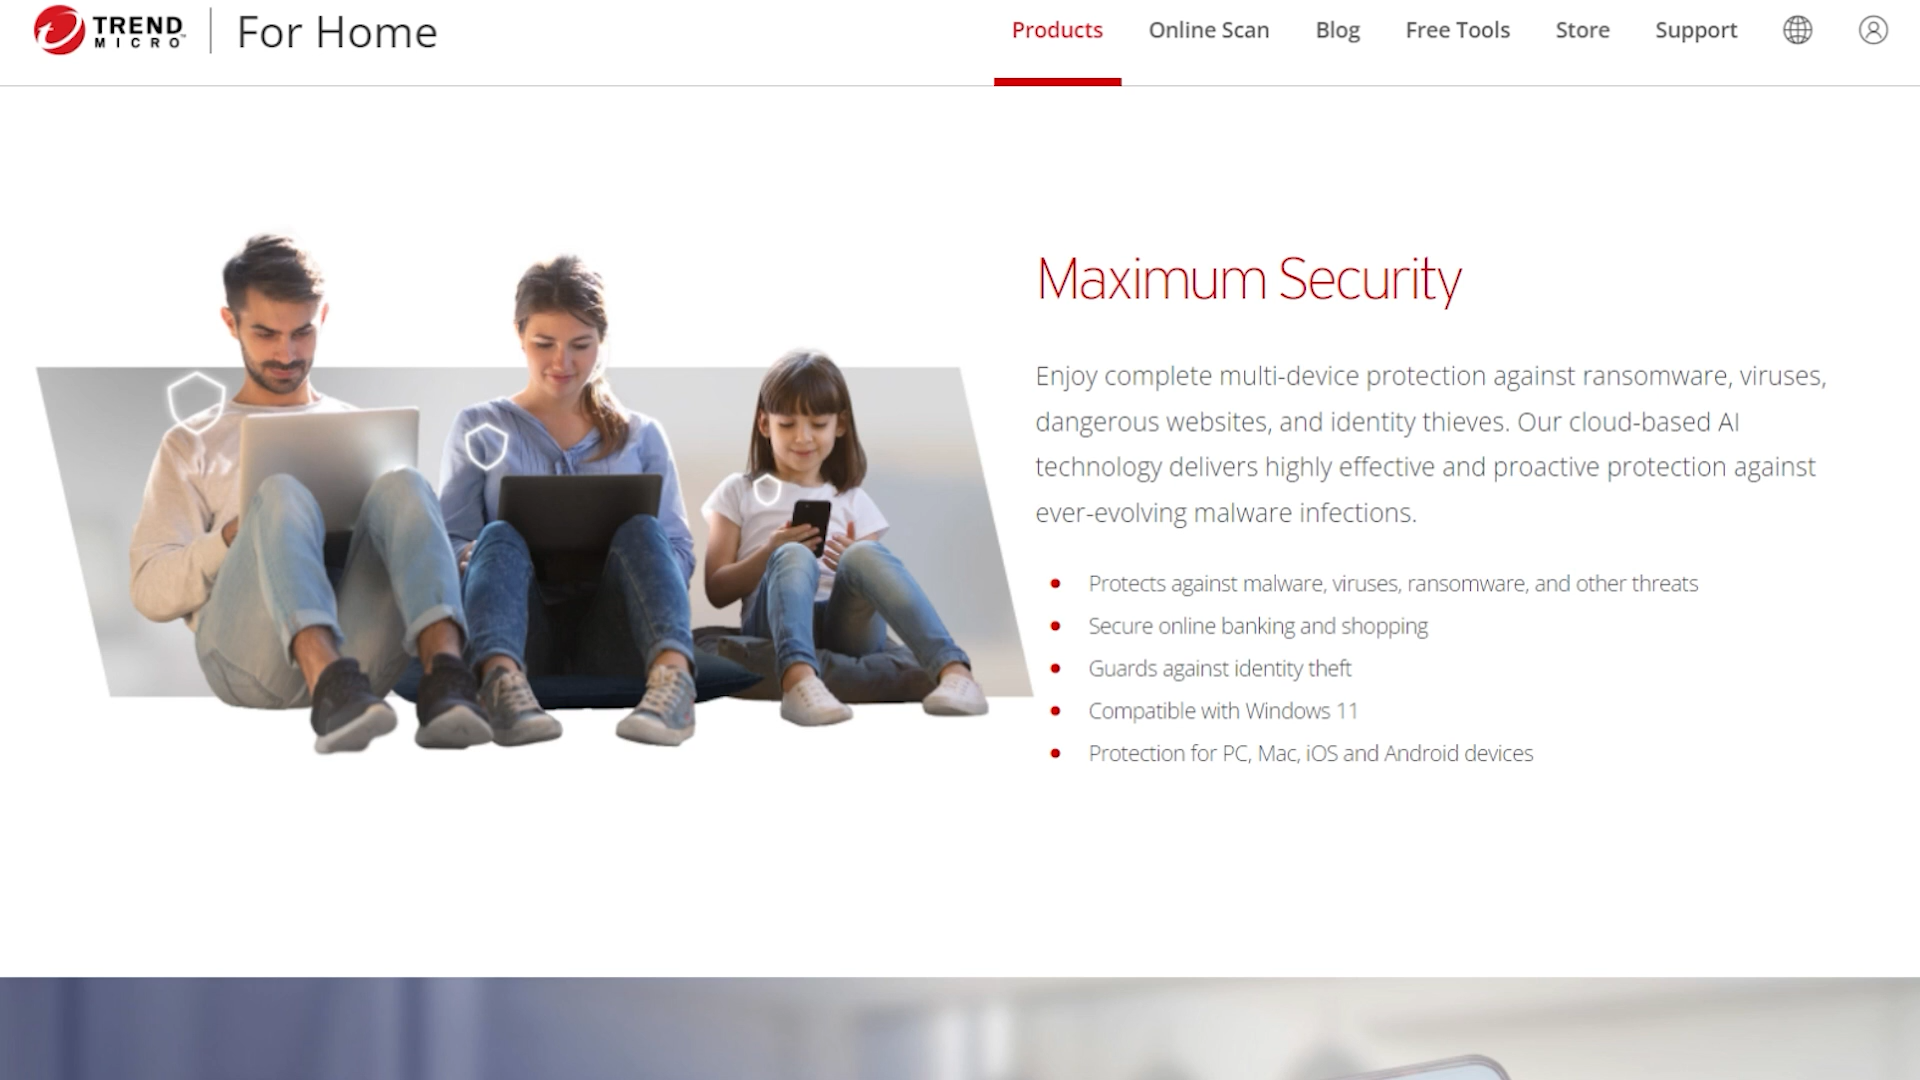 TREND MICRO™ | For Home
Products Online Scan Blog Free Tools Store Support
Maximum Security
Enjoy complete multi-device protection against ransomware, viruses,
dangerous websites, and identity thieves. Our cloud-based AI
technology delivers highly effective and proactive protection against
ever-evolving malware infections.
Protects against malware, viruses, ransomware, and other threats
Secure online banking and shopping
Guards against identity theft
Compatible with Windows 11
Protection for PC, Mac, iOS and Android devices